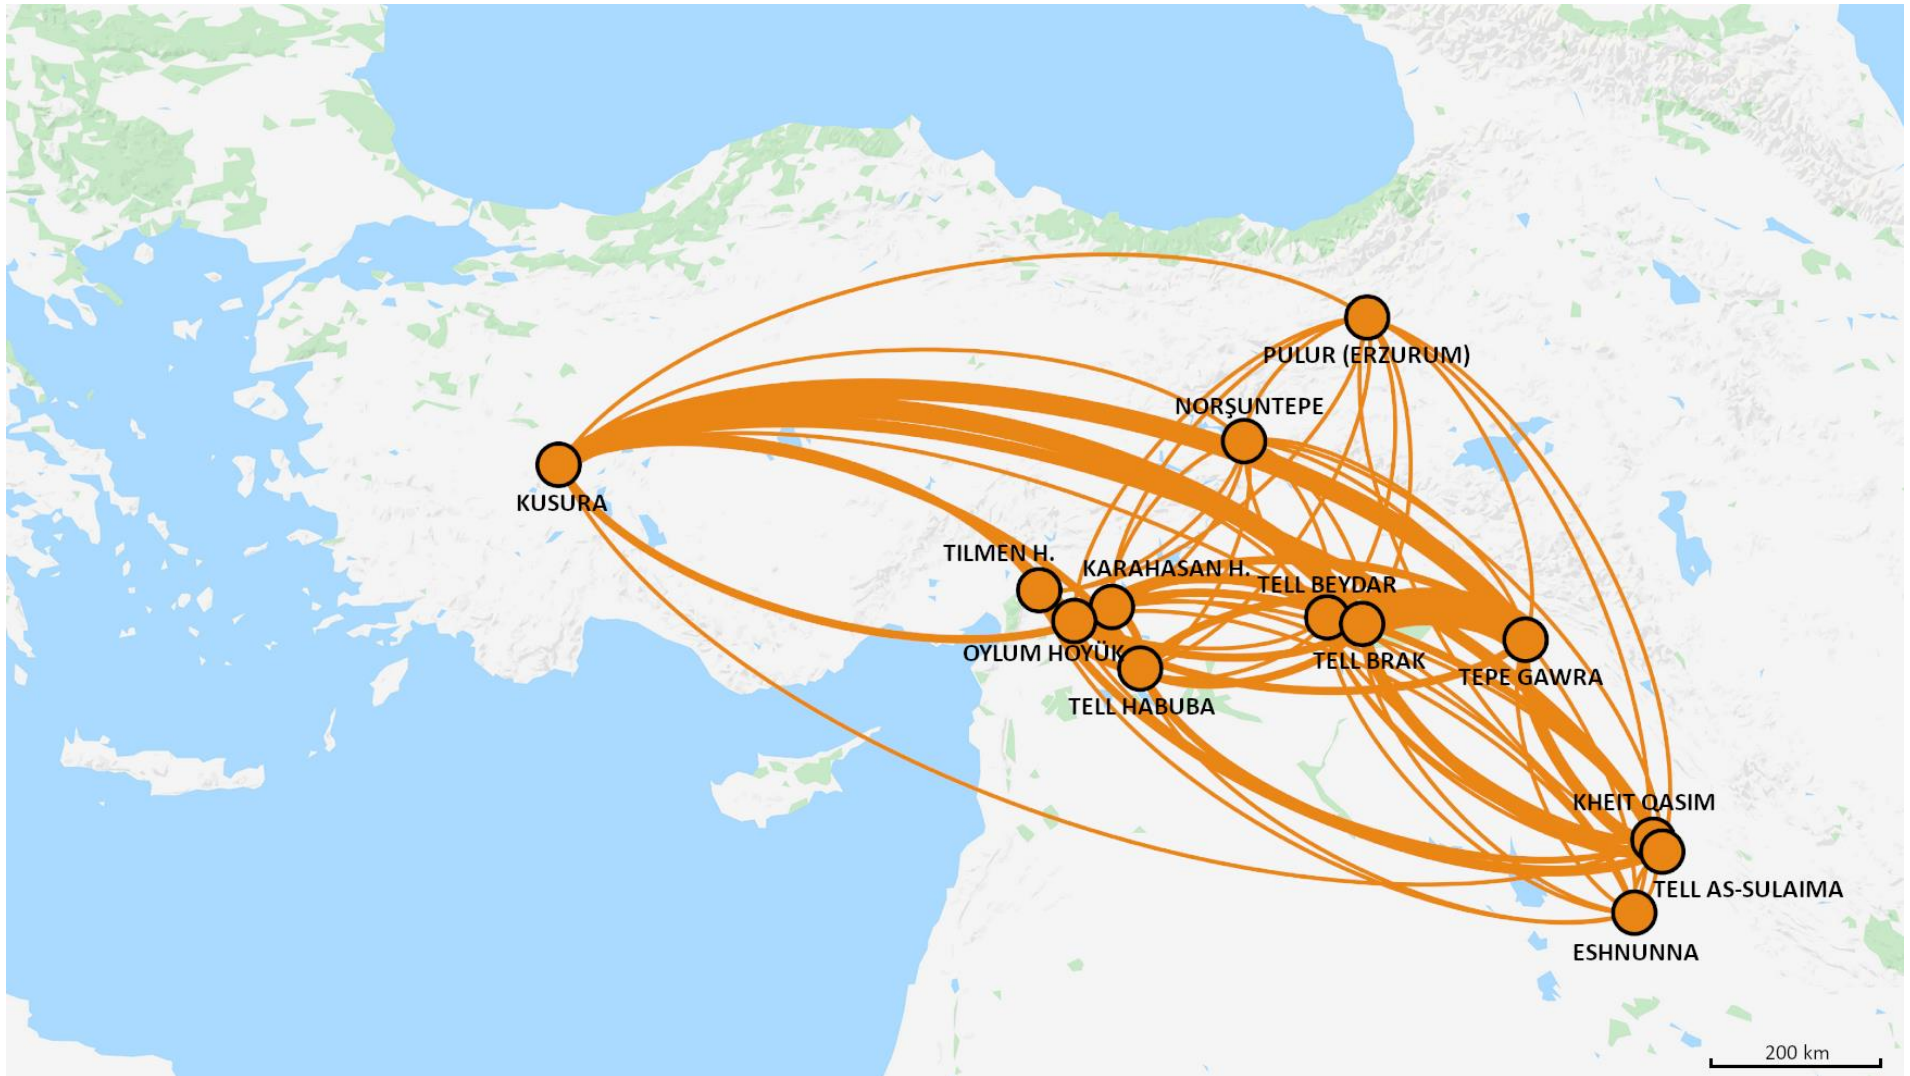 PULUR (ERZURUM)
NORŞUNTEPE
KUSURA
TILMEN H.
KARAHASAN H.
TELL BEYDAR
OYLUM HÖYÜK
TELL BRAK
TEPE GAWRA
TELL HABUBA
KHEIT QASIM
TELL AS-SULAIMA
ESHNUNNA
200 km